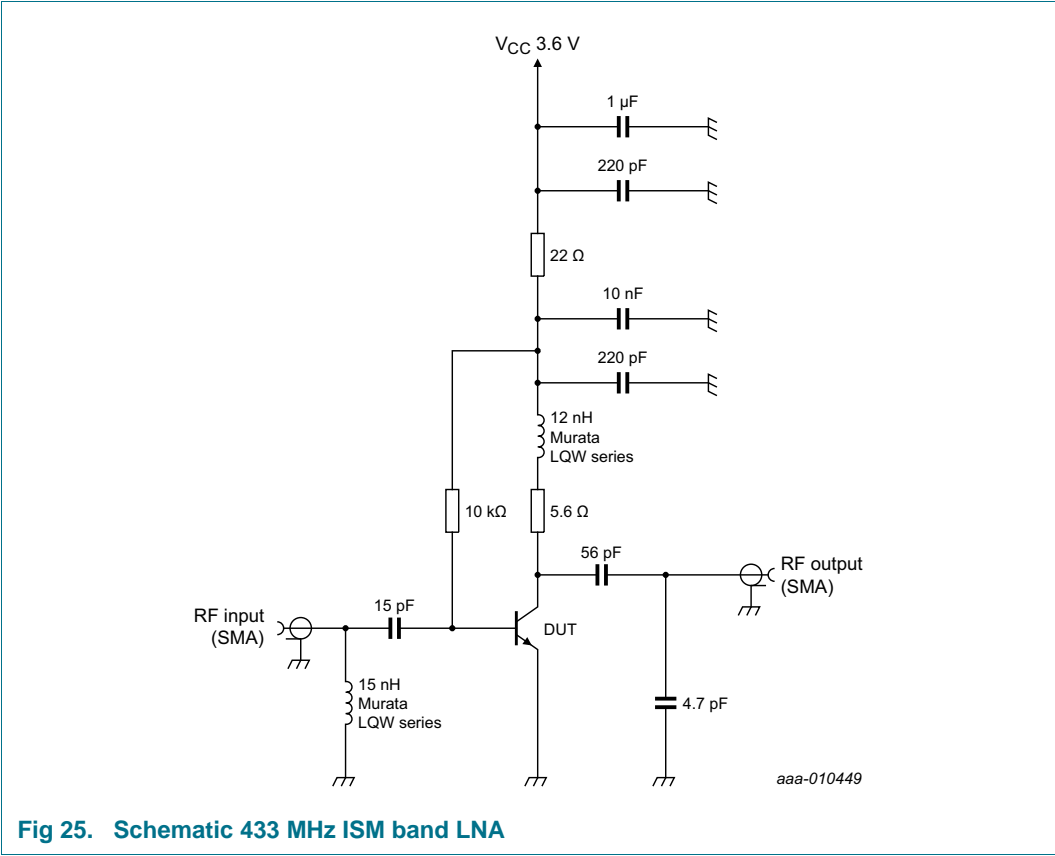 VCC 3.6 V
1 µF
220 pF
22 Ω
10 nF
220 pF
12 nH
Murata
LQW series
10 kΩ
5.6 Ω
56 pF
RF output
(SMA)
15 pF
RF input
(SMA)
DUT
15 nH
Murata
LQW series
4.7 pF
aaa-010449
Fig 25. Schematic 433 MHz ISM band LNA